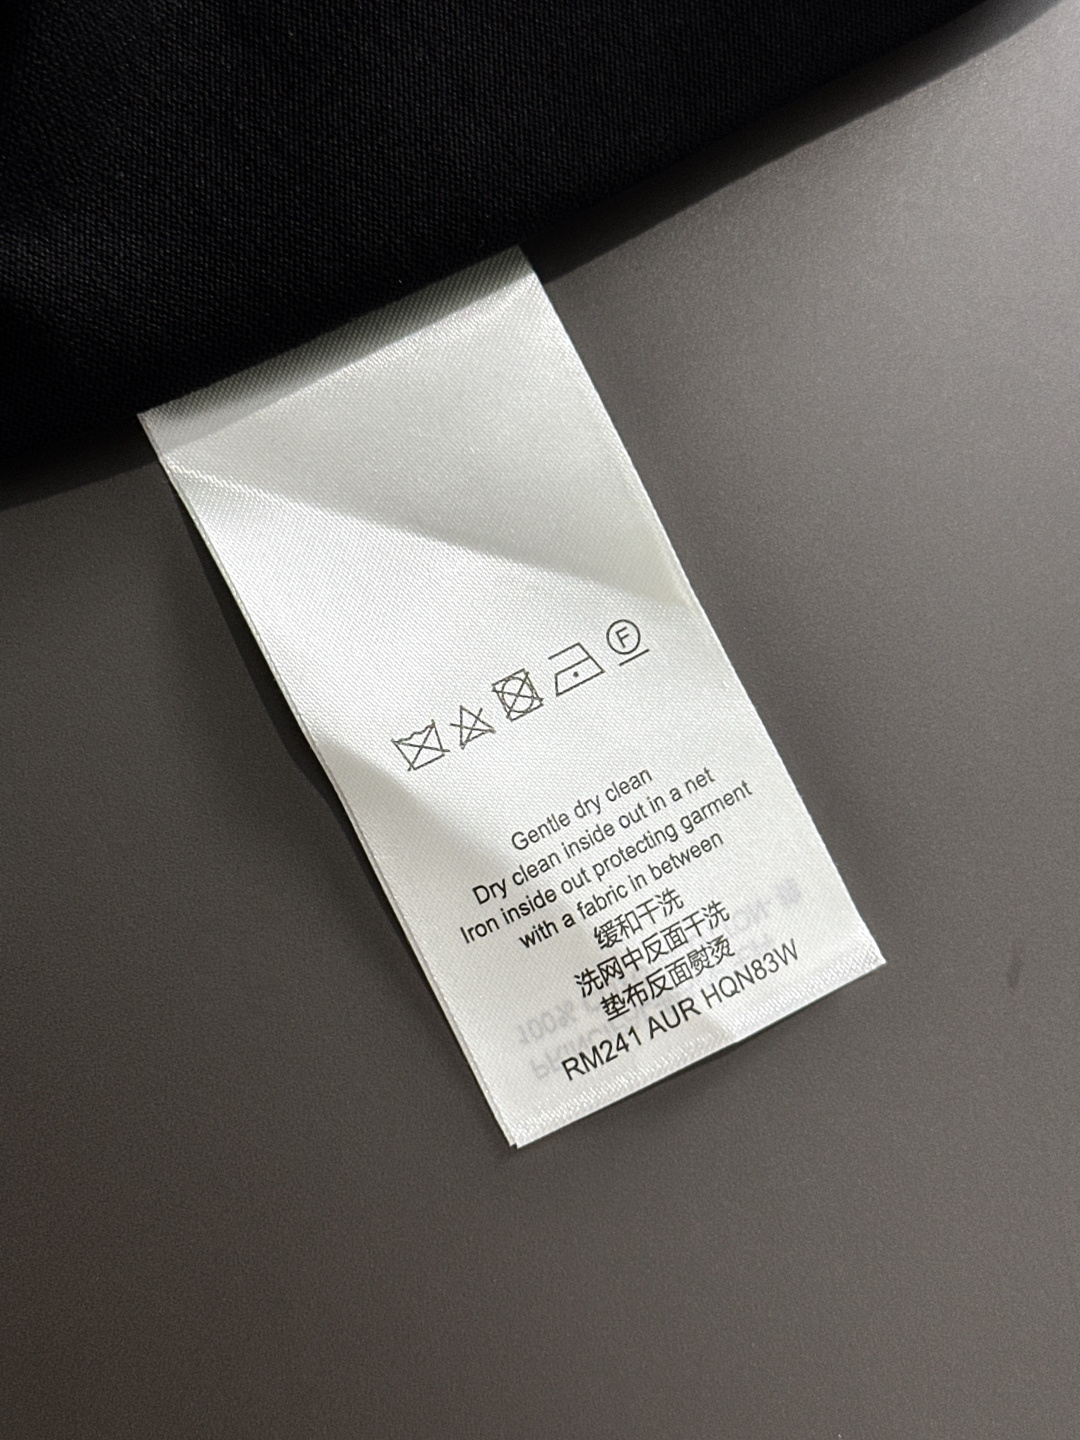 F
Gentle dry clean
Dry clean inside out in a net
Iron inside out protecting garment
with a fabric in between
缓和干洗
洗网中反面干洗
垫布反面熨烫
RM241 AUR HQN83W
100%